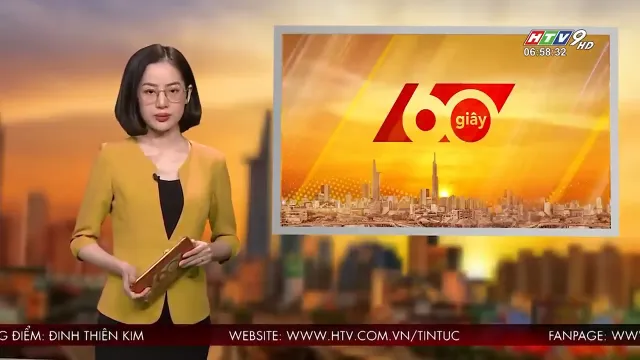 HTV9 HD
06:58:32
60 giây
60
G ĐIỂM: ĐINH THIÊN KIM WEBSITE: WWW.HTV.COM.VN/TINTUC FANPAGE: WWW.